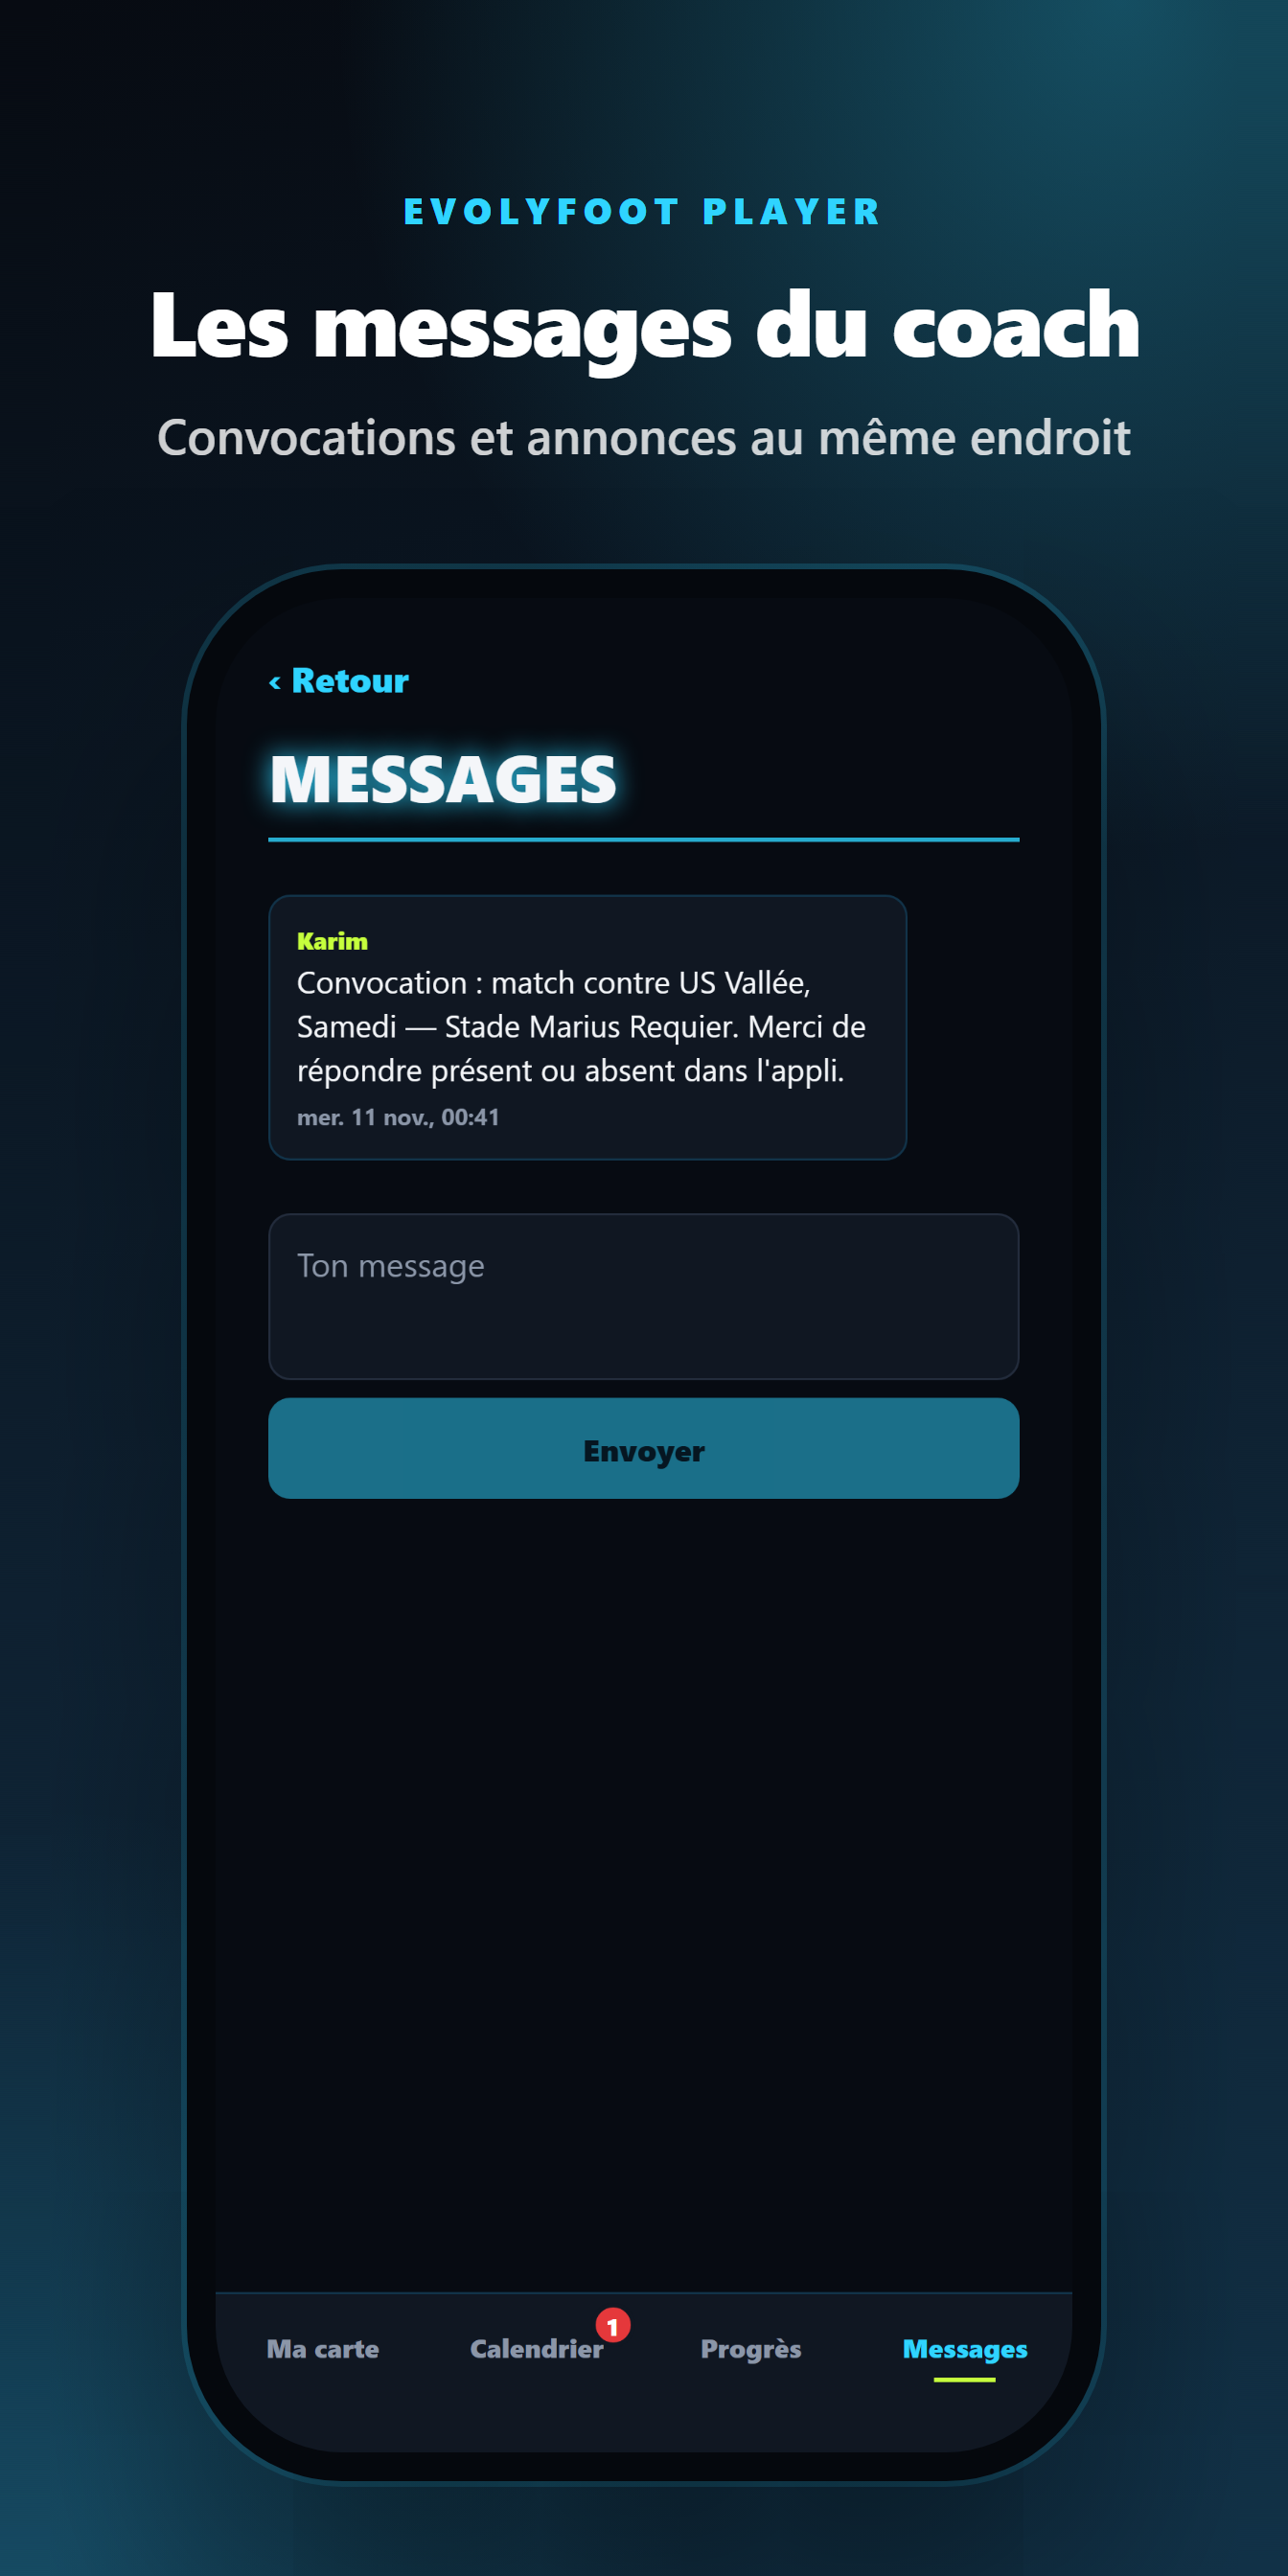 EVOLYFOOT PLAYER
Les messages du coach
Convocations et annonces au même endroit
‹ Retour
MESSAGES
Karim
Convocation : match contre US Vallée,
Samedi — Stade Marius Requier. Merci de
répondre présent ou absent dans l'appli.
mer. 11 nov., 00:41
Ton message
Envoyer
1
Ma carte Calendrier Progrès Messages